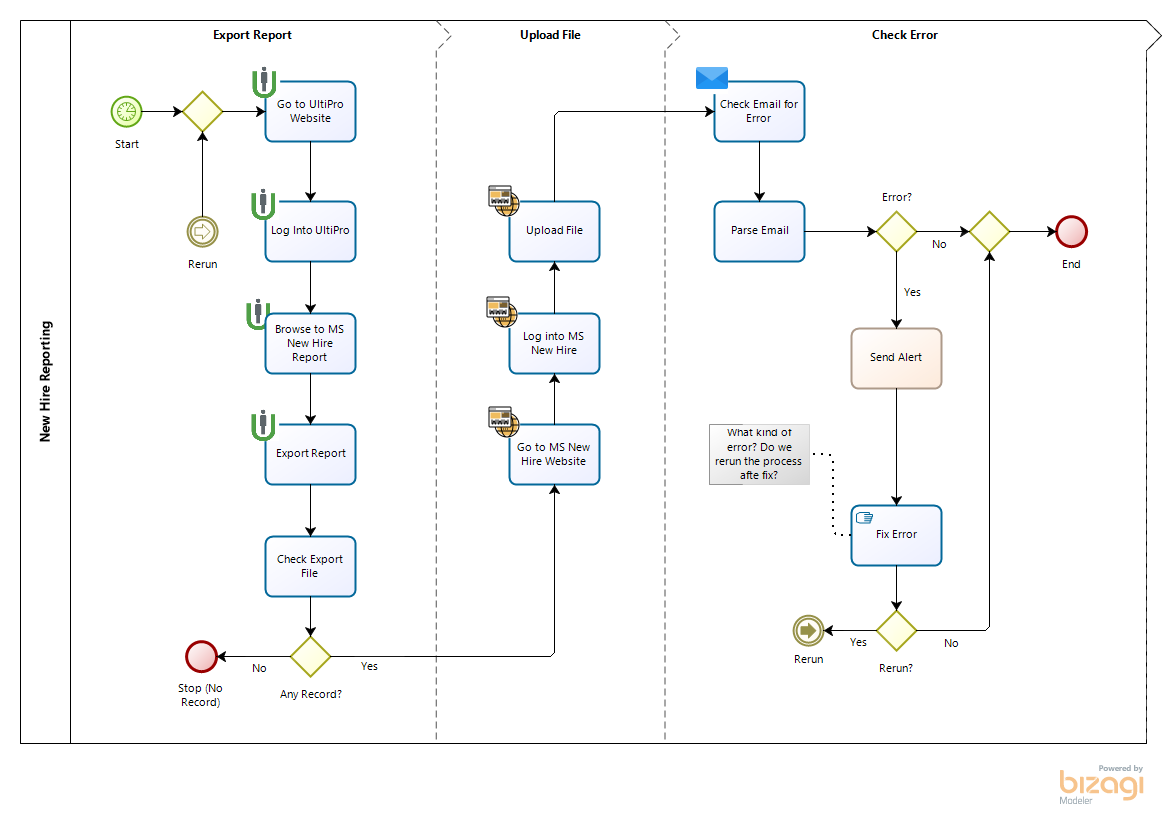 New Hire Reporting
Export Report
Upload File
Check Error
Start
Rerun
Go to UltiPro
Website
Log Into UltiPro
Browse to MS
New Hire
Report
Export Report
Check Export
File
Any Record?
No
Yes
Stop (No
Record)
Go to MS New
Hire Website
Log into MS
New Hire
Upload File
Check Email for
Error
Parse Email
Error?
No
End
Yes
Send Alert
What kind of
error? Do we
rerun the process
afte fix?
Fix Error
Rerun?
Yes
No
Rerun
Powered by
bizagi
Modeler